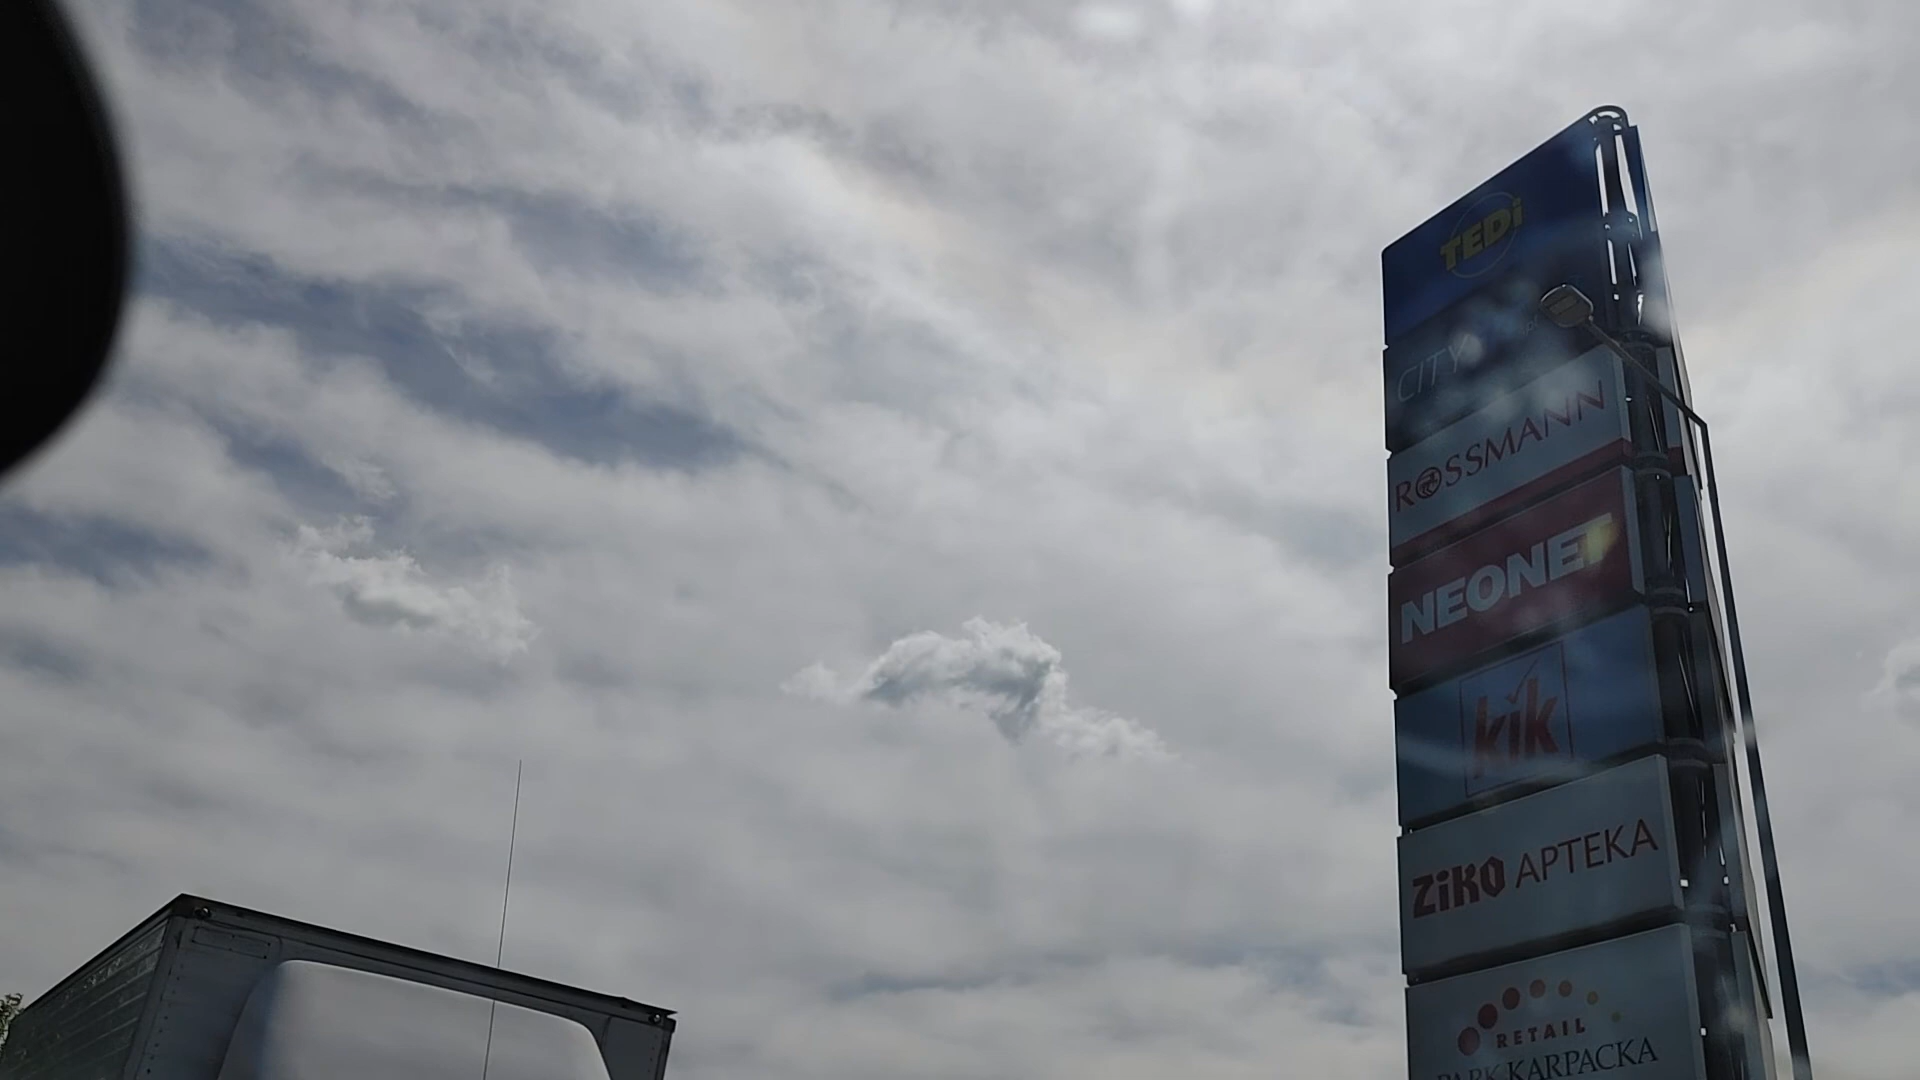 TEDi
CITY
ROSSMANN
NEONET
kik
ZiKO APTEKA
RETAIL
PARK KARPACKA